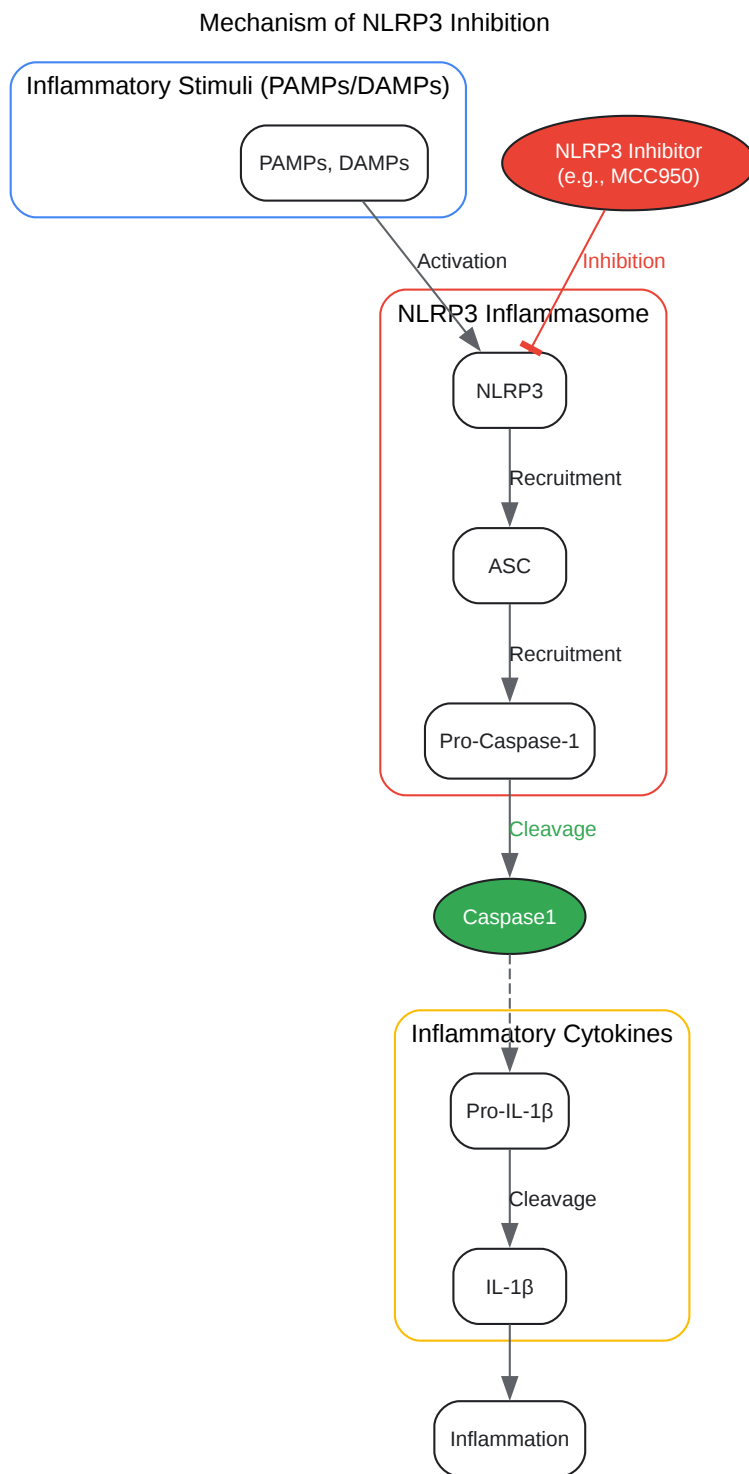 Mechanism of NLRP3 Inhibition
Inflammatory Stimuli (PAMPs/DAMPs)
PAMPs, DAMPs
NLRP3 Inhibitor
(e.g., MCC950)
Activation
Inhibition
NLRP3 Inflammasome
NLRP3
Recruitment
ASC
Recruitment
Pro-Caspase-1
Cleavage
Caspase1
Inflammatory Cytokines
Pro-IL-1β
Cleavage
IL-1β
Inflammation